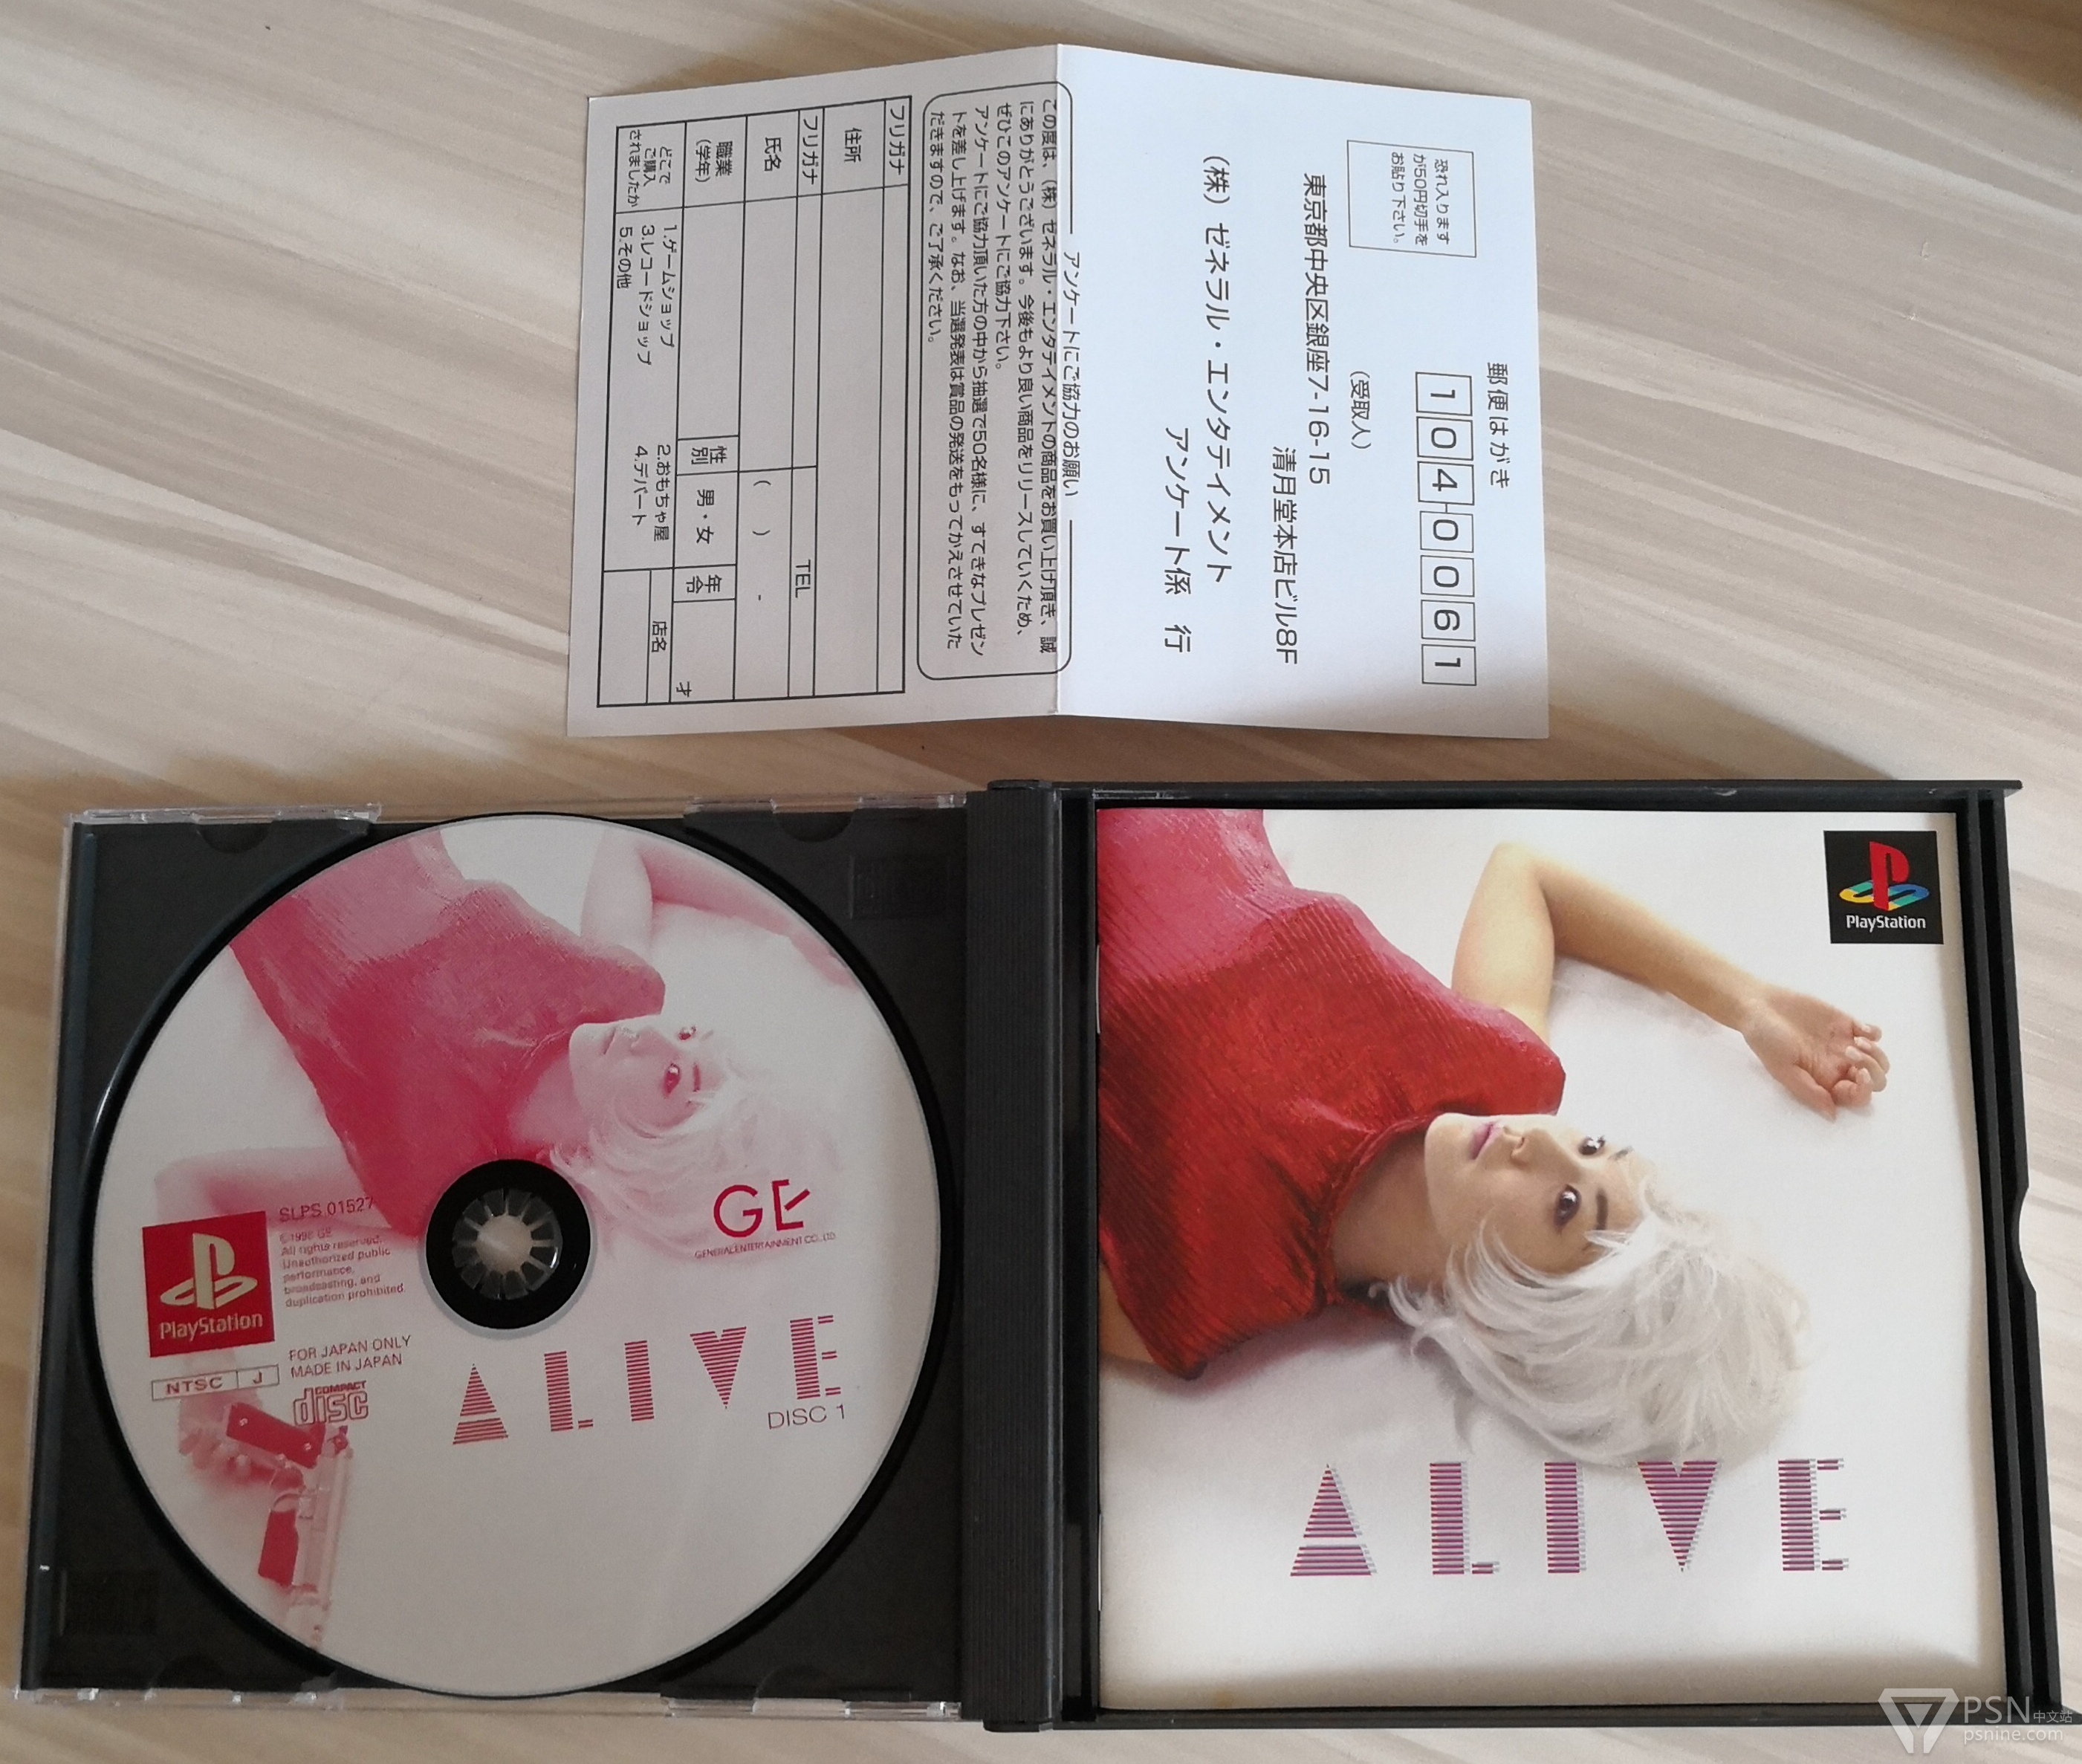 郵便はがき
1040061
恐れ入ります
が50円切手を
お貼り下さい。
(受取人)
東京都中央区銀座7-16-15
清月堂本店ビル8F
(株) ゼネラル・エンタテイメント
アンケート係 行
アンケートにご協力のお願い
この度は、(株) ゼネラル・エンタテイメントの商品をお買い上げ頂き、誠
にありがとうございます。今後もより良い商品をリリースしていくため、
ぜひこのアンケートにご協力下さい。
アンケートにご協力頂いた方の中から抽選で50名様に、すてきなプレゼン
トを差し上げます。なお、当選発表は賞品の発送をもってかえさせていた
だきますので、ご了承ください。
フリガナ
住所
フリガナ
TEL
氏名
( ) -
職業
(学年)
性別
男・女
年令
才
どこで
ご購入
されましたか
1.ゲームショップ
2.おもちゃ屋
3.レコードショップ
4.デパート
5.その他
店名
SLPS 01527
©1998 GE
All rights reserved.
Unauthorized public
performance,
broadcasting, and
duplication prohibited.
PlayStation
FOR JAPAN ONLY
MADE IN JAPAN
NTSC J
COMPACT
disc
GE
GENERAL ENTERTAINMENT CO.,LTD.
ALIVE
DISC 1
PlayStation
ALIVE
PSN中文站
psnine.com